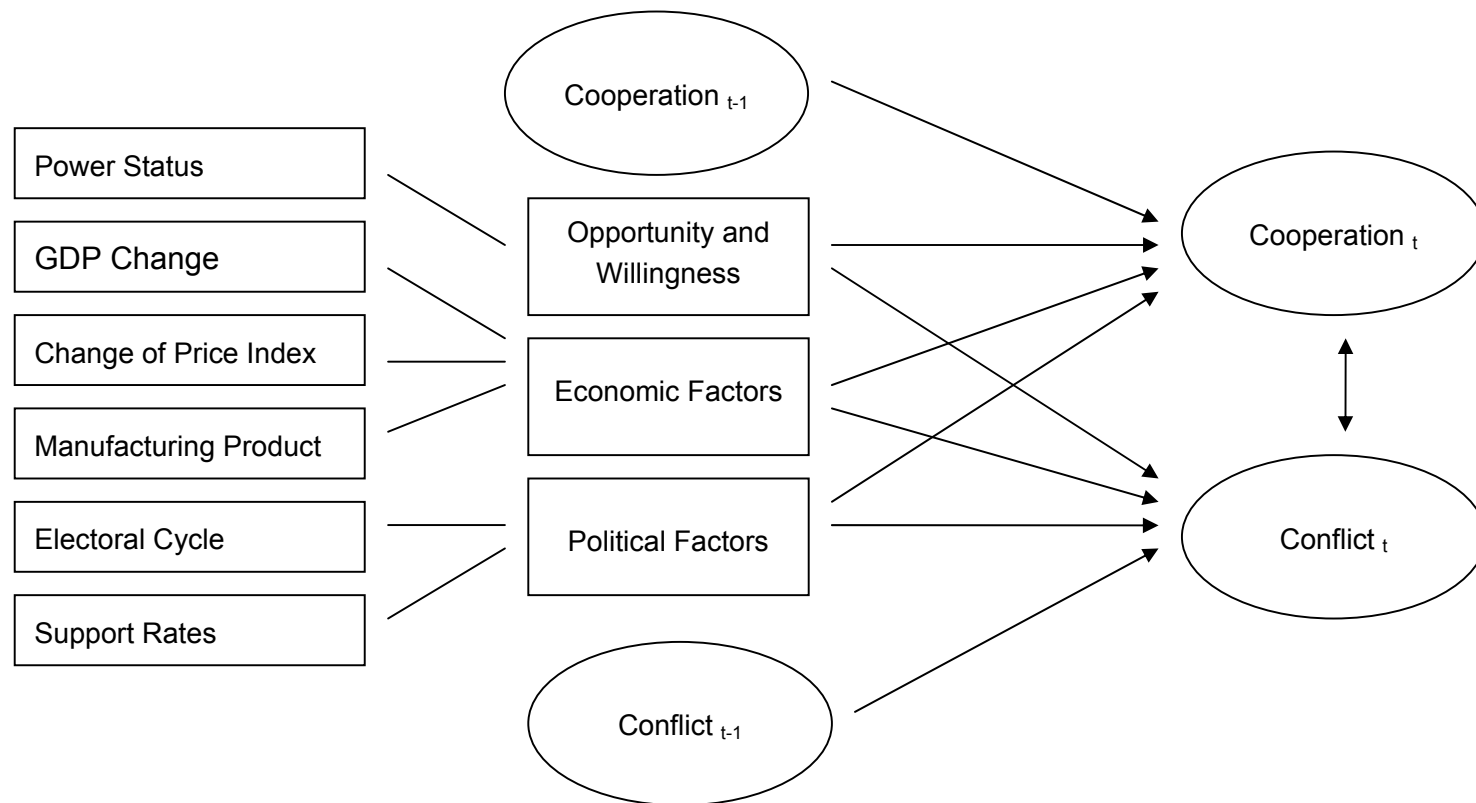 Cooperation t-1
Power Status
GDP Change
Change of Price Index
Manufacturing Product
Electoral Cycle
Support Rates
Opportunity and
Willingness
Economic Factors
Political Factors
Conflict t-1
Cooperation t
Conflict t